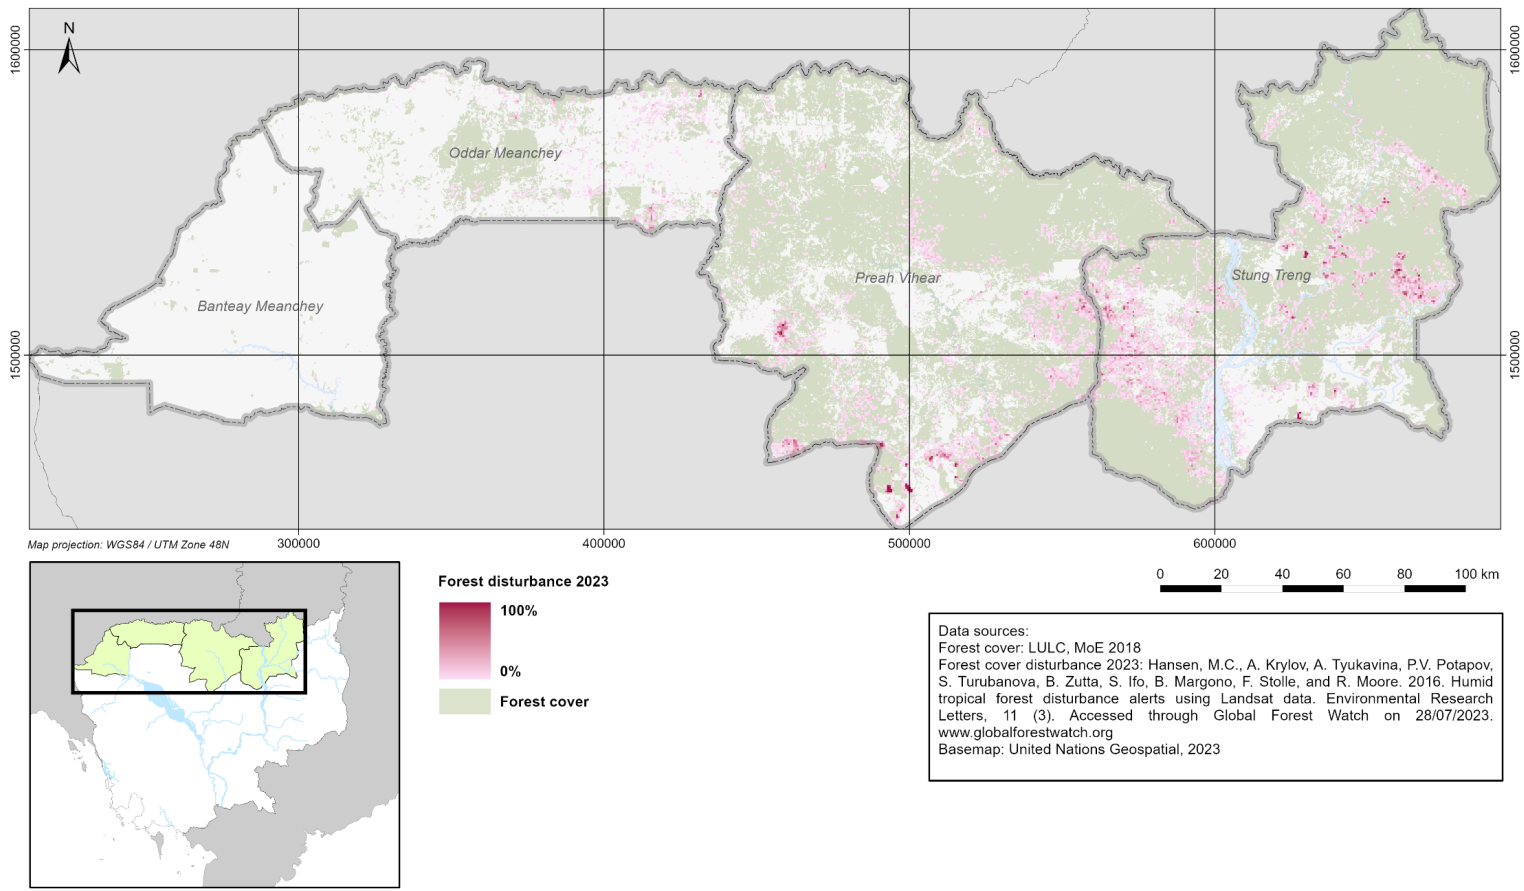 N
1600000
1600000
Oddar Meanchey
Preah Vihear
Stung Treng
Banteay Meanchey
1500000
1500000
Map projection: WGS84 / UTM Zone 48N
300000
400000
500000
600000
Forest disturbance 2023
100%
0%
Forest cover
0 20 40 60 80 100 km
Data sources:
Forest cover: LULC, MoE 2018
Forest cover disturbance 2023: Hansen, M.C., A. Krylov, A. Tyukavina, P.V. Potapov,
S. Turubanova, B. Zutta, S. Ifo, B. Margono, F. Stolle, and R. Moore. 2016. Humid
tropical forest disturbance alerts using Landsat data. Environmental Research
Letters, 11 (3). Accessed through Global Forest Watch on 28/07/2023.
www.globalforestwatch.org
Basemap: United Nations Geospatial, 2023